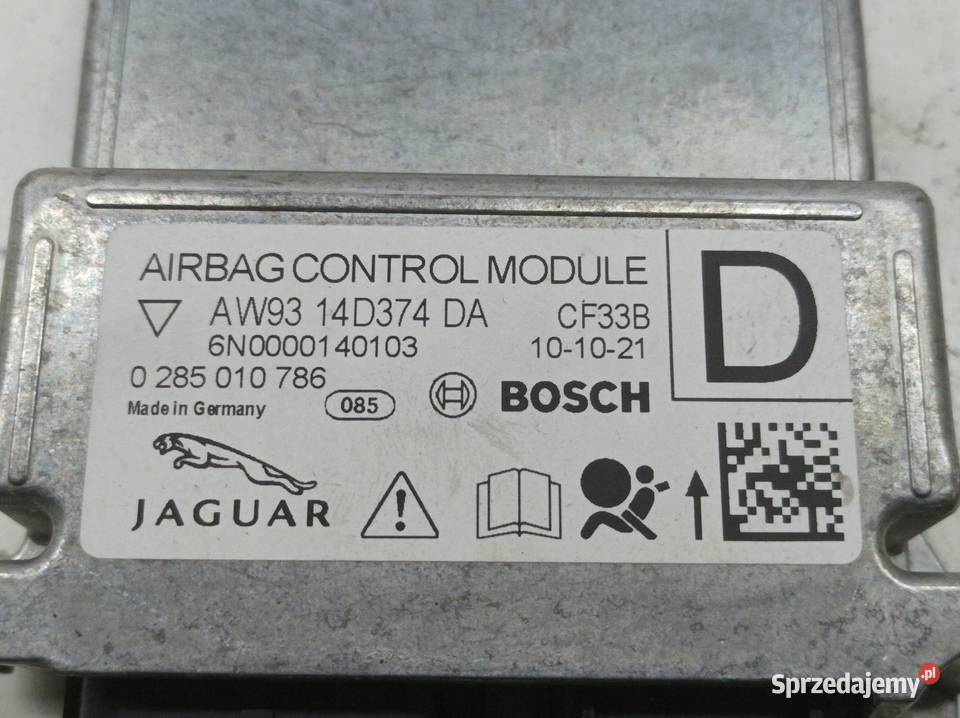 AIRBAG CONTROL MODULE
D
AW93 14D374 DA CF33B
6N0000140103 10-10-21
0 285 010 786
Made in Germany 085 BOSCH
JAGUAR
Sprzedajemy.pl